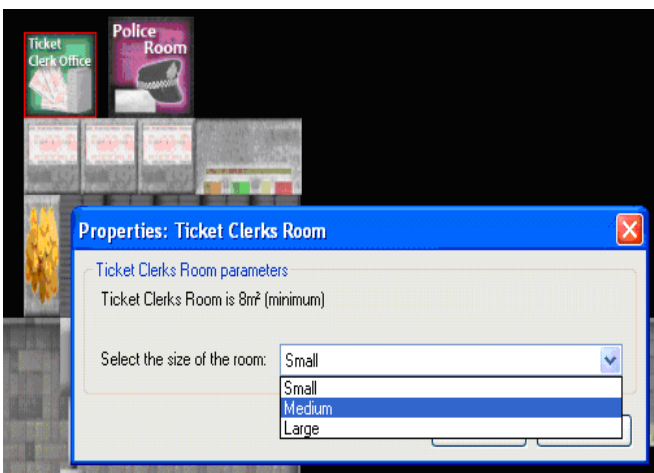 Ticket
Clerk Office
Police
Room
Properties: Ticket Clerks Room
Ticket Clerks Room parameters
Ticket Clerks Room is 8m² (minimum)
Select the size of the room:
Small
Small
Medium
Large